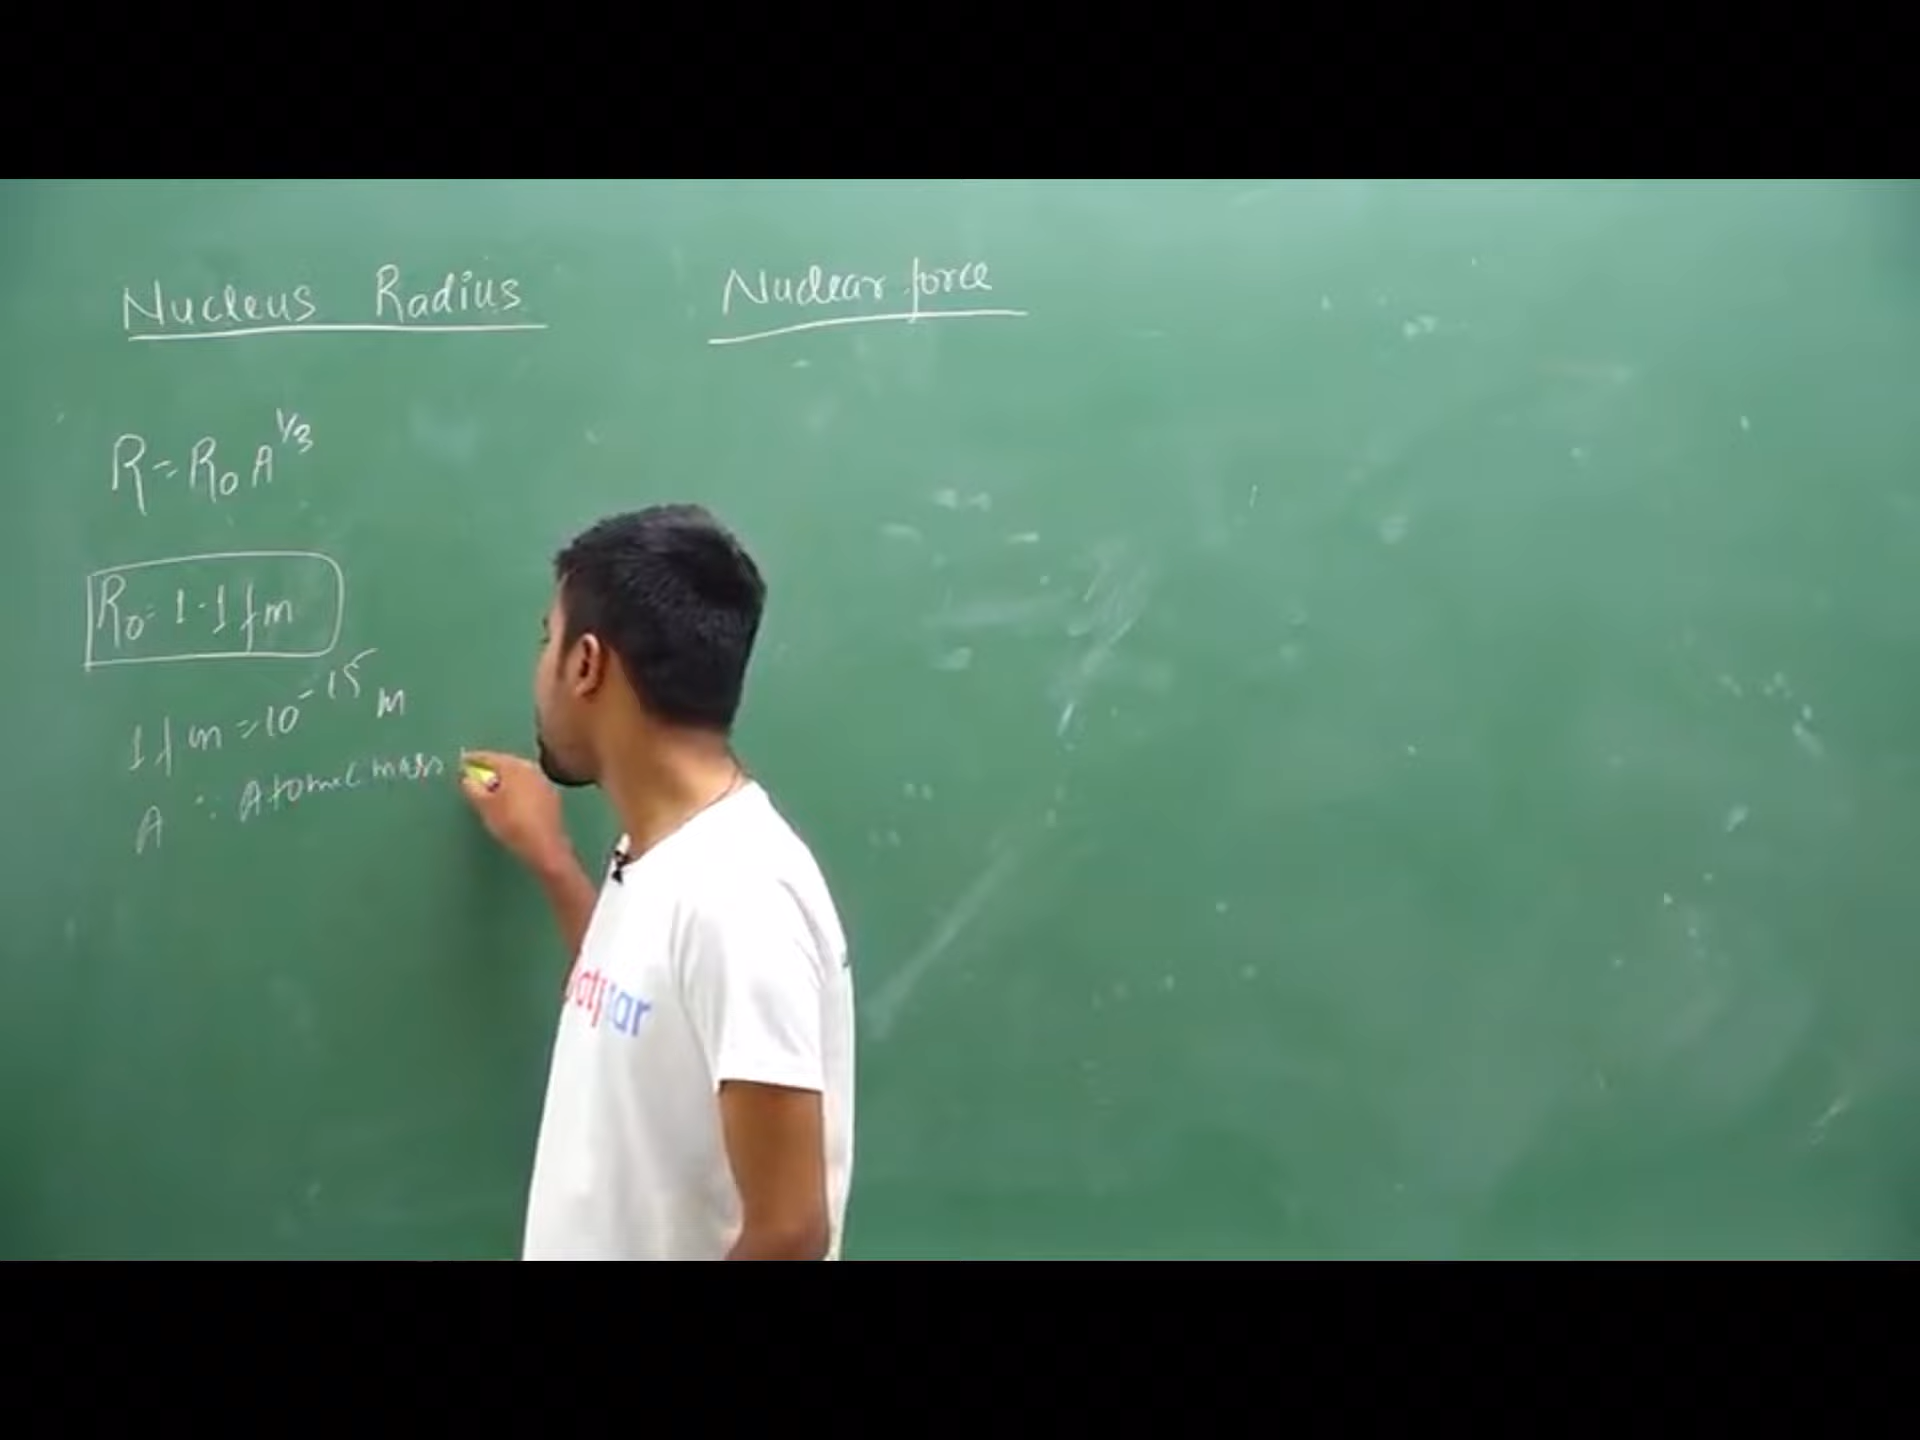 Nucleus Radius
Nuclear force
R = R₀ A^1/3
R₀ = 1.1 fm
1 fm = 10^-15 m
A : Atomic mass